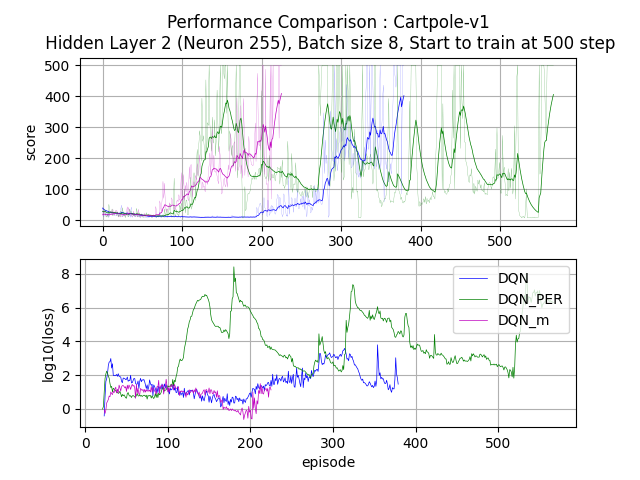 Performance Comparison : Cartpole-v1
Hidden Layer 2 (Neuron 255), Batch size 8, Start to train at 500 step
500
400
300
200
100
0
score
0 100 200 300 400 500
8
6
4
2
0
log10(loss)
DQN
DQN_PER
DQN_m
0 100 200 300 400 500
episode